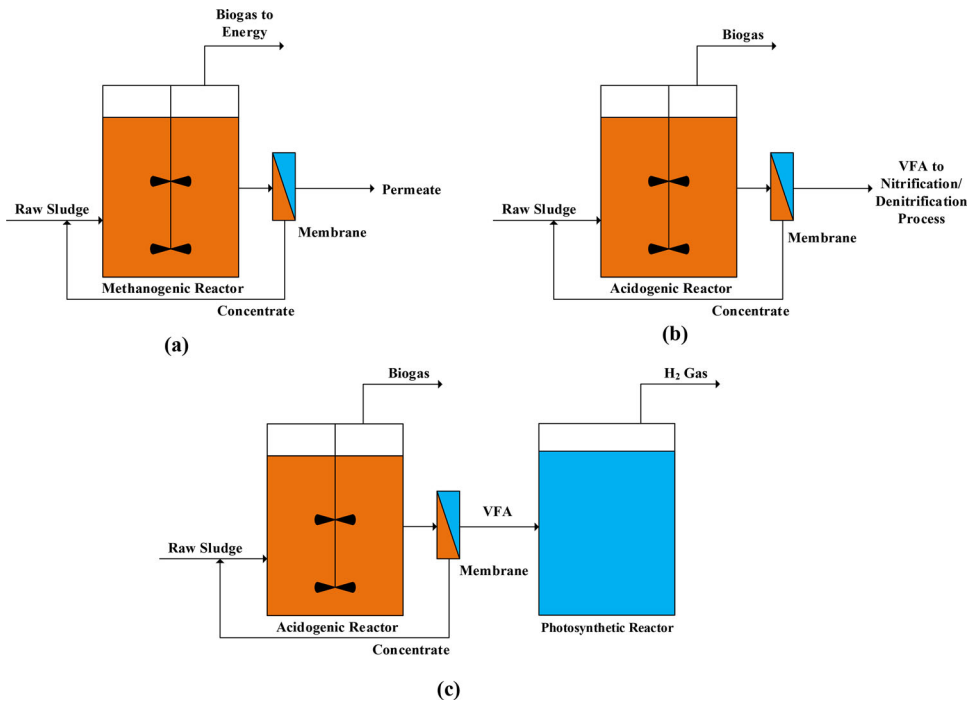 Biogas to
Energy
Raw Sludge
Permeate
Membrane
Methanogenic Reactor
Concentrate
(a)
Biogas
VFA to
Nitrification/
Denitrification
Process
Raw Sludge
Membrane
Acidogenic Reactor
Concentrate
(b)
Biogas
H₂ Gas
VFA
Raw Sludge
Membrane
Acidogenic Reactor
Photosynthetic Reactor
Concentrate
(c)